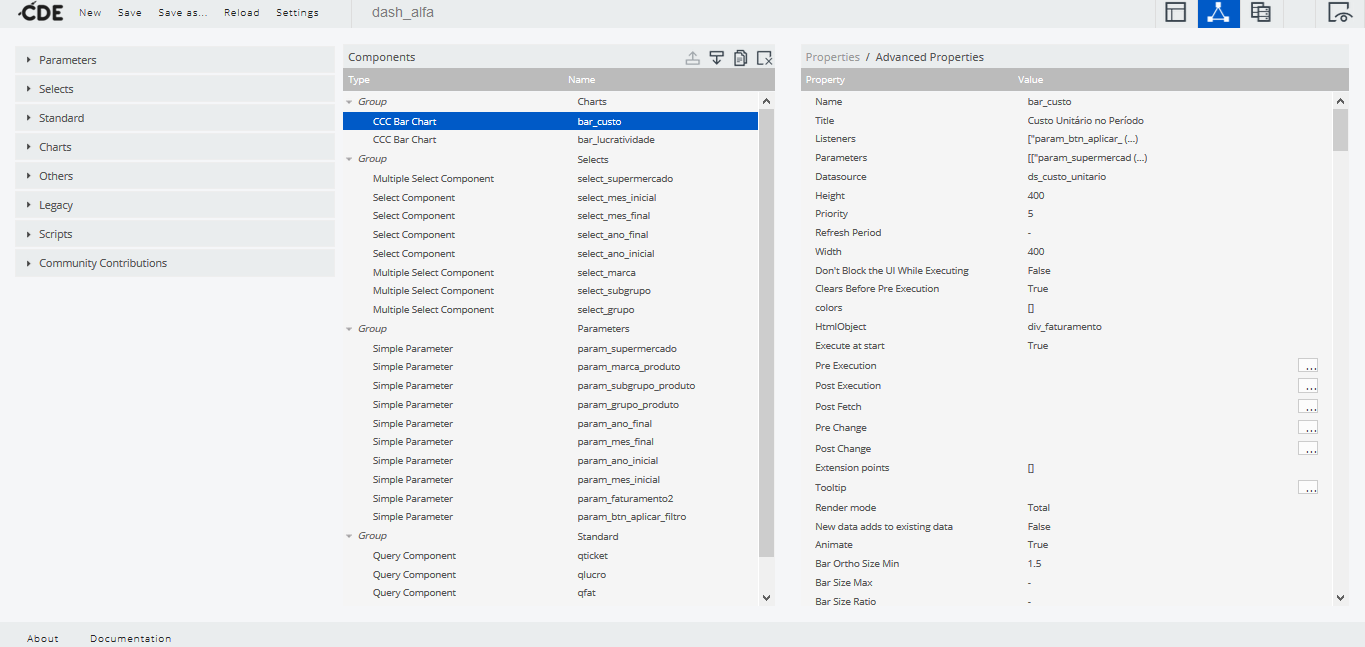 CDE New Save Save as... Reload Settings dash_alfa
Parameters
Selects
Standard
Charts
Others
Legacy
Scripts
Community Contributions
Components
Type Name
Group Charts
CCC Bar Chart bar_custo
CCC Bar Chart bar_lucratividade
Group Selects
Multiple Select Component select_supermercado
Select Component select_mes_inicial
Select Component select_mes_final
Select Component select_ano_final
Select Component select_ano_inicial
Multiple Select Component select_marca
Multiple Select Component select_subgrupo
Multiple Select Component select_grupo
Group Parameters
Simple Parameter param_supermercado
Simple Parameter param_marca_produto
Simple Parameter param_subgrupo_produto
Simple Parameter param_grupo_produto
Simple Parameter param_ano_final
Simple Parameter param_mes_final
Simple Parameter param_ano_inicial
Simple Parameter param_mes_inicial
Simple Parameter param_faturamento2
Simple Parameter param_btn_aplicar_filtro
Group Standard
Query Component qticket
Query Component qlucro
Query Component qfat
Properties / Advanced Properties
Property Value
Name bar_custo
Title Custo Unitário no Período
Listeners ["param_btn_aplicar_ (...)
Parameters [["param_supermercad (...)
Datasource ds_custo_unitario
Height 400
Priority 5
Refresh Period -
Width 400
Don't Block the UI While Executing False
Clears Before Pre Execution True
colors []
HtmlObject div_faturamento
Execute at start True
Pre Execution ...
Post Execution ...
Post Fetch ...
Pre Change ...
Post Change ...
Extension points []
Tooltip ...
Render mode Total
New data adds to existing data False
Animate True
Bar Ortho Size Min 1.5
Bar Size Max -
Bar Size Ratio -
About Documentation